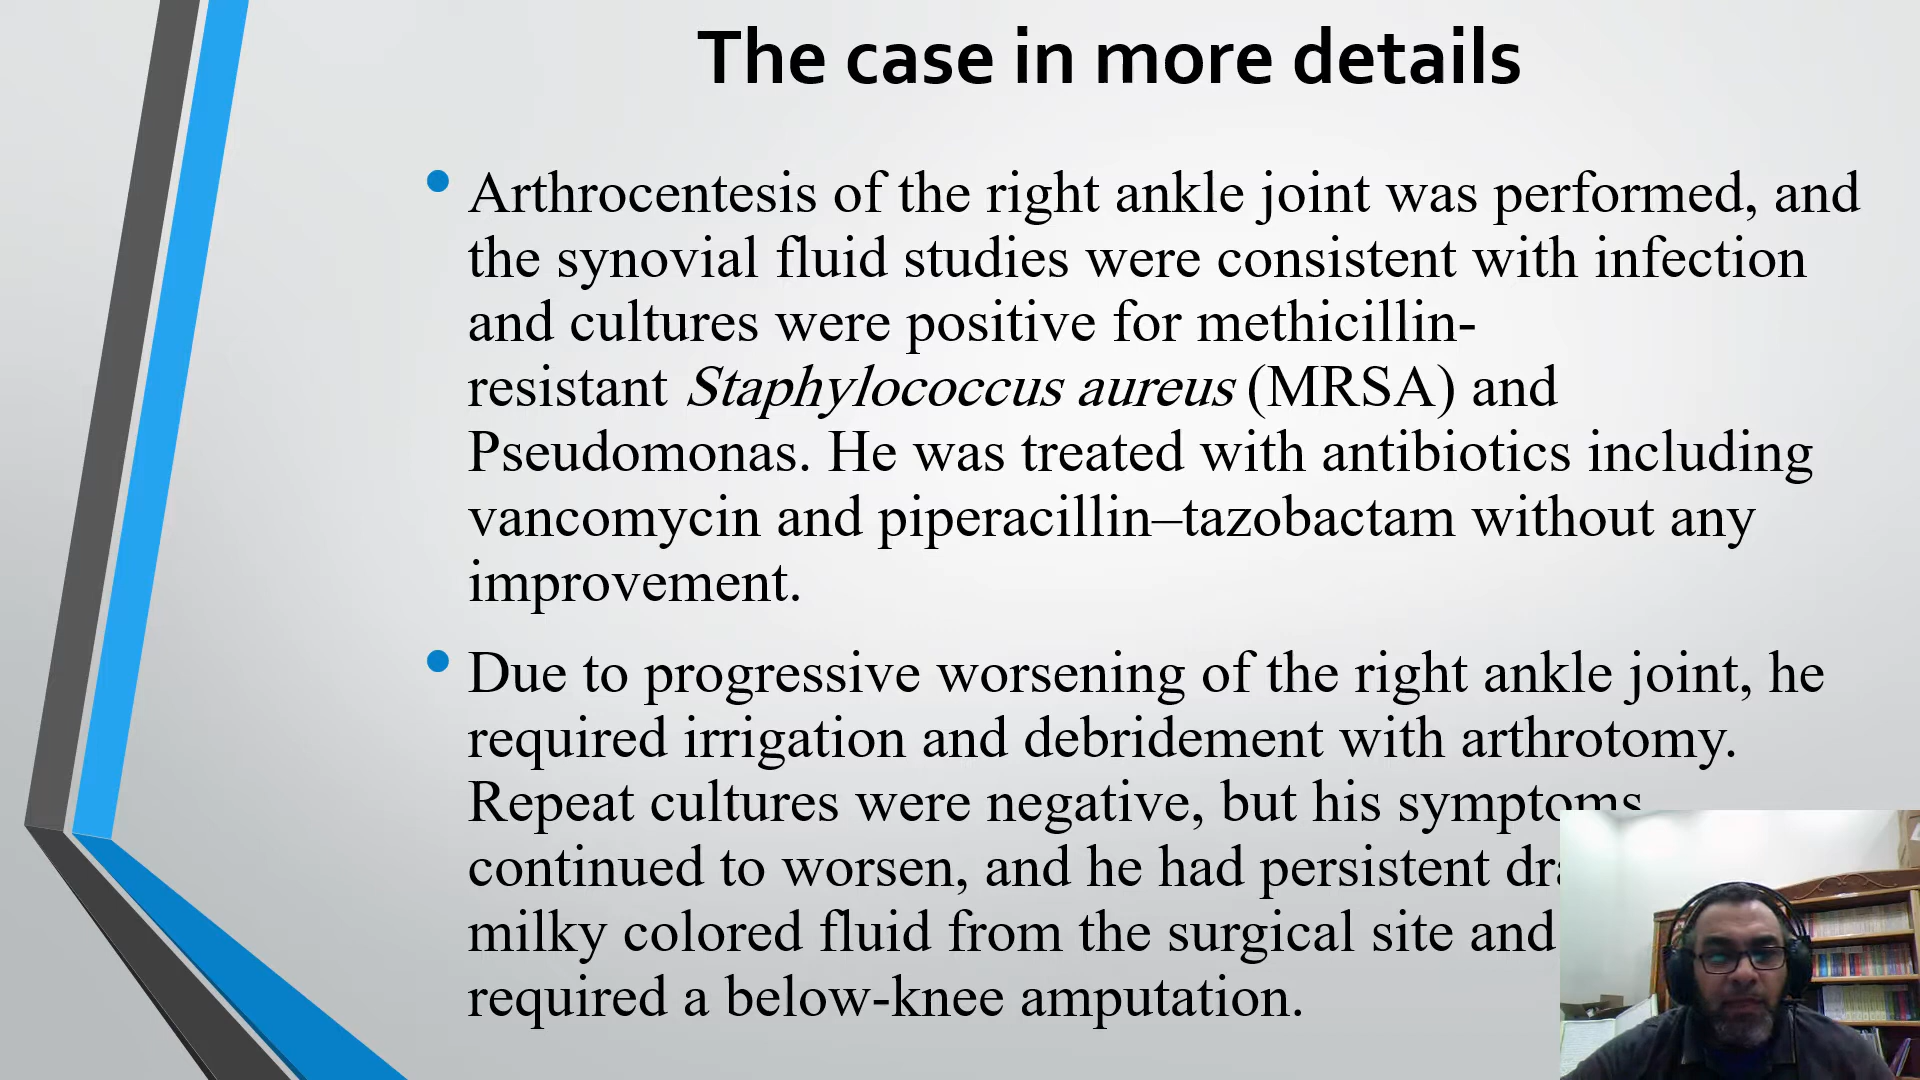 The case in more details
• Arthrocentesis of the right ankle joint was performed, and
the synovial fluid studies were consistent with infection
and cultures were positive for methicillin-
resistant Staphylococcus aureus (MRSA) and
Pseudomonas. He was treated with antibiotics including
vancomycin and piperacillin–tazobactam without any
improvement.
• Due to progressive worsening of the right ankle joint, he
required irrigation and debridement with arthrotomy.
Repeat cultures were negative, but his symptoms
continued to worsen, and he had persistent
milky colored fluid from the surgical site and
required a below-knee amputation.